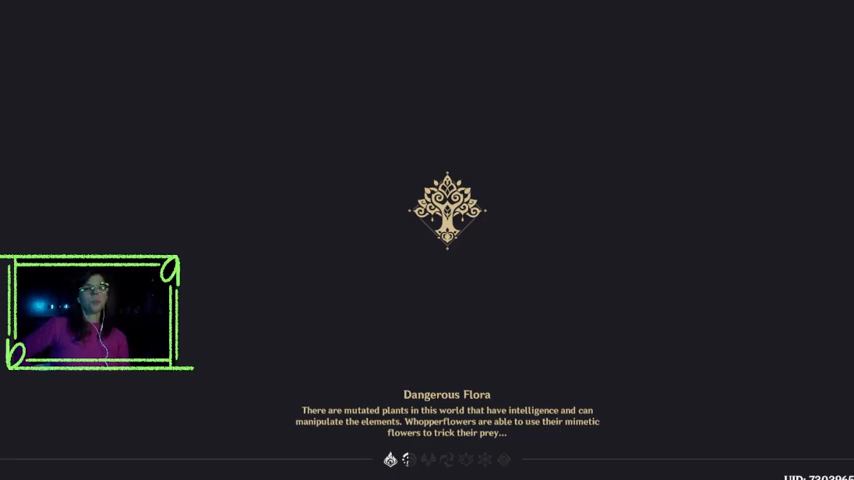 a
b
Dangerous Flora
There are mutated plants in this world that have intelligence and can
manipulate the elements. Whopperflowers are able to use their mimetic
flowers to trick their prey...